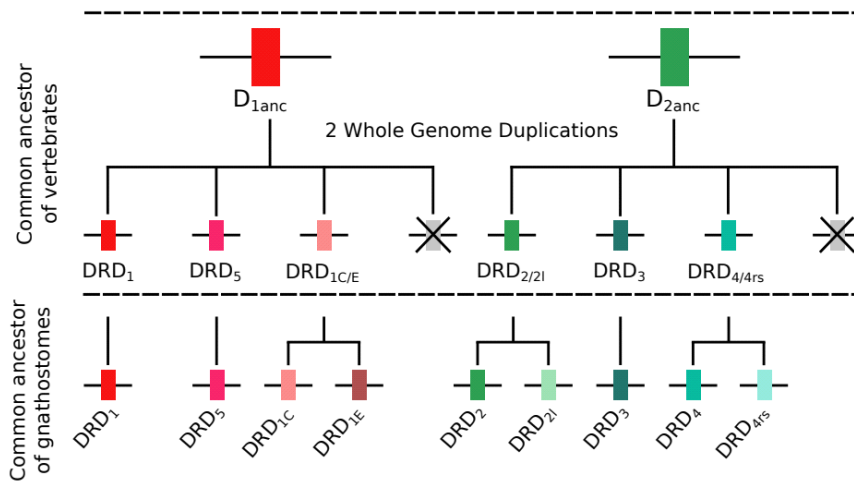 Common ancestor
of vertebrates
D1anc
D2anc
2 Whole Genome Duplications
DRD1
DRD5
DRD1C/E
DRD2/2l
DRD3
DRD4/4rs
Common ancestor
of gnathostomes
DRD1
DRD5
DRD1C
DRD1E
DRD2
DRD2l
DRD3
DRD4
DRD4rs